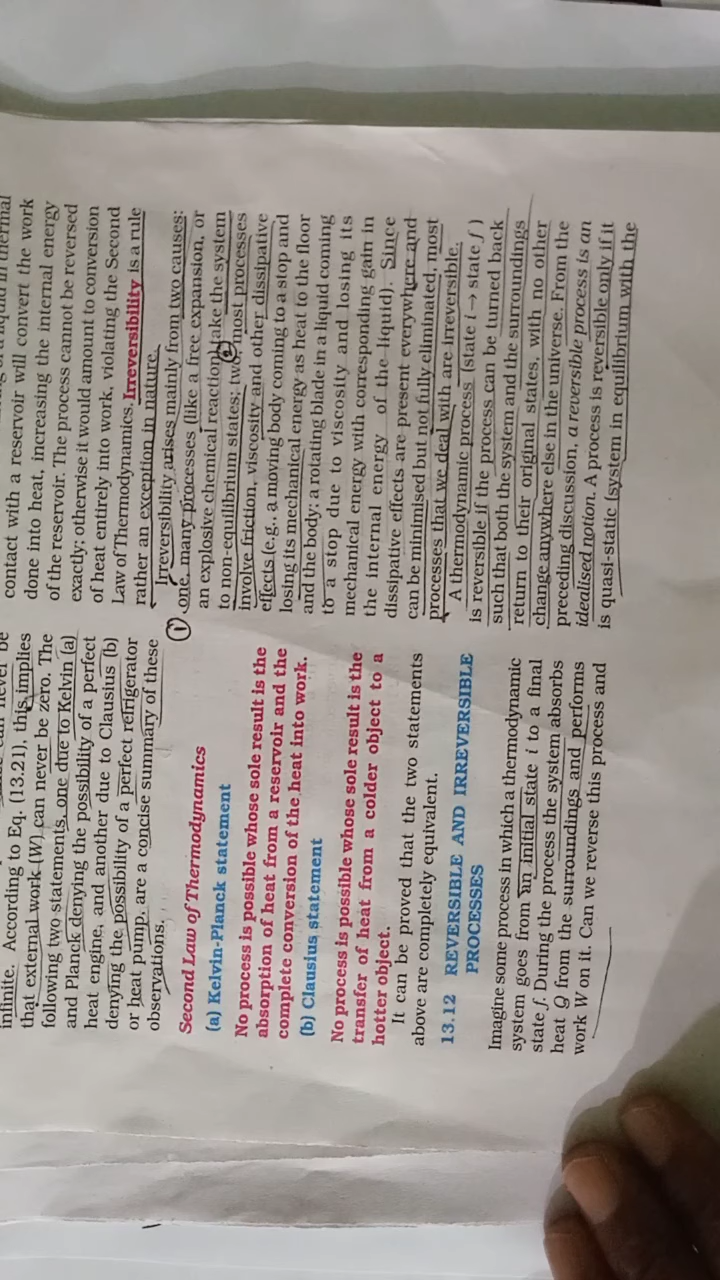 infinite. According to Eq. (13.21), this implies
that external work (W) can never be zero. The
following two statements, one due to Kelvin (a)
and Planck denying the possibility of a perfect
heat engine, and another due to Clausius (b)
denying the possibility of a perfect refrigerator
or heat pump, are a concise summary of these
observations.
Second Law of Thermodynamics
(a) Kelvin-Planck statement
No process is possible whose sole result is the
absorption of heat from a reservoir and the
complete conversion of the heat into work.
(b) Clausius statement
No process is possible whose sole result is the
transfer of heat from a colder object to a
hotter object.
It can be proved that the two statements
above are completely equivalent.
13.12 REVERSIBLE AND IRREVERSIBLE
PROCESSES
Imagine some process in which a thermodynamic
system goes from an initial state i to a final
state f. During the process the system absorbs
heat Q from the surroundings and performs
work W on it. Can we reverse this process and
contact with a reservoir will convert the work
done into heat, increasing the internal energy
of the reservoir. The process cannot be reversed
exactly; otherwise it would amount to conversion
of heat entirely into work, violating the Second
Law of Thermodynamics. Irreversibility is a rule
rather an exception in nature.
Irreversibility arises mainly from two causes:
1 one, many processes (like a free expansion, or
an explosive chemical reaction) take the system
to non-equilibrium states; two, 2 most processes
involve friction, viscosity and other dissipative
effects (e.g., a moving body coming to a stop and
losing its mechanical energy as heat to the floor
and the body; a rotating blade in a liquid coming
to a stop due to viscosity and losing its
mechanical energy with corresponding gain in
the internal energy of the liquid). Since
dissipative effects are present everywhere and
can be minimised but not fully eliminated, most
processes that we deal with are irreversible.
A thermodynamic process (state i → state f )
is reversible if the process can be turned back
such that both the system and the surroundings
return to their original states, with no other
change anywhere else in the universe. From the
preceding discussion, a reversible process is an
idealised notion. A process is reversible only if it
is quasi-static (system in equilibrium with the